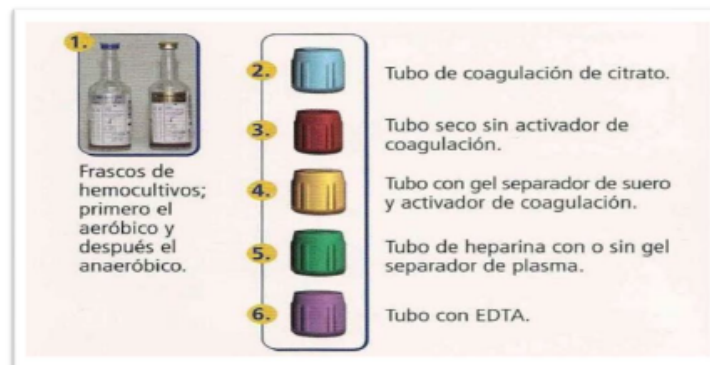 1.
Frascos de
hemocultivos;
primero el
aeróbico y
después el
anaeróbico.
2.
Tubo de coagulación de citrato.
3.
Tubo seco sin activador de
coagulación.
4.
Tubo con gel separador de suero
y activador de coagulación.
5.
Tubo de heparina con o sin gel
separador de plasma.
6.
Tubo con EDTA.